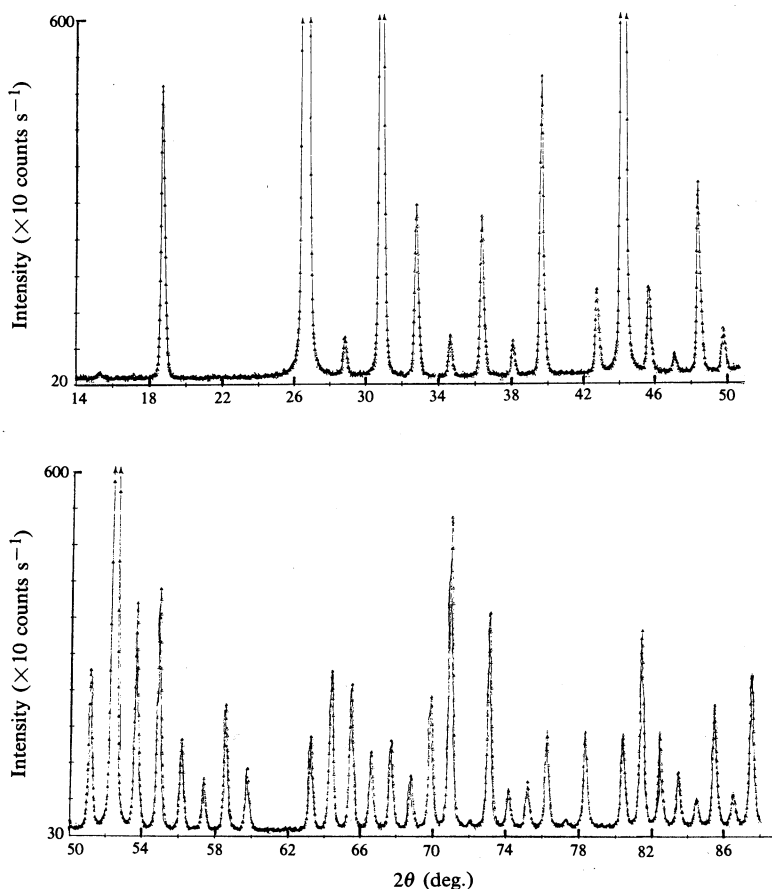 600
Intensity (×10 counts s⁻¹)
20
14 18 22 26 30 34 38 42 46 50
600
Intensity (×10 counts s⁻¹)
30
50 54 58 62 66 70 74 78 82 86
2θ (deg.)